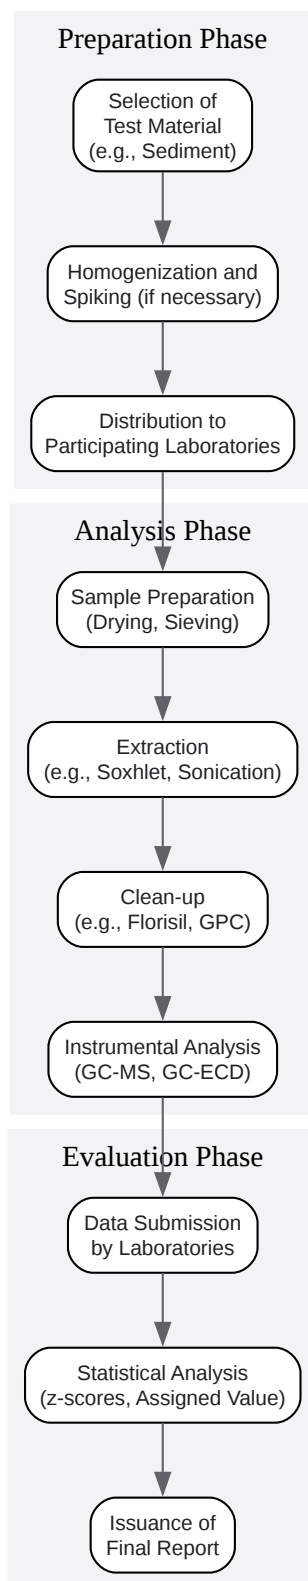 Preparation Phase
Selection of
Test Material
(e.g., Sediment)
Homogenization and
Spiking (if necessary)
Distribution to
Participating Laboratories
Analysis Phase
Sample Preparation
(Drying, Sieving)
Extraction
(e.g., Soxhlet, Sonication)
Clean-up
(e.g., Florisil, GPC)
Instrumental Analysis
(GC-MS, GC-ECD)
Evaluation Phase
Data Submission
by Laboratories
Statistical Analysis
(z-scores, Assigned Value)
Issuance of
Final Report